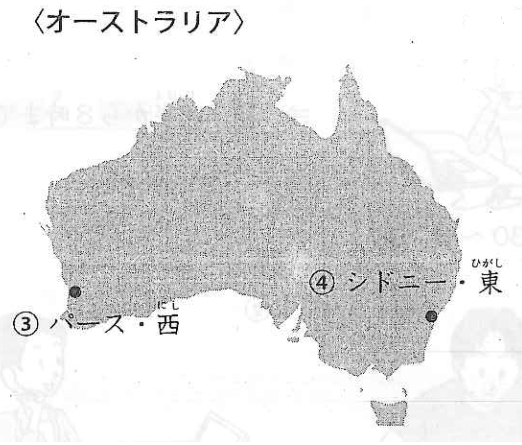 〈オーストラリア〉
④ シドニー・東
ひがし
③ パース・西
にし